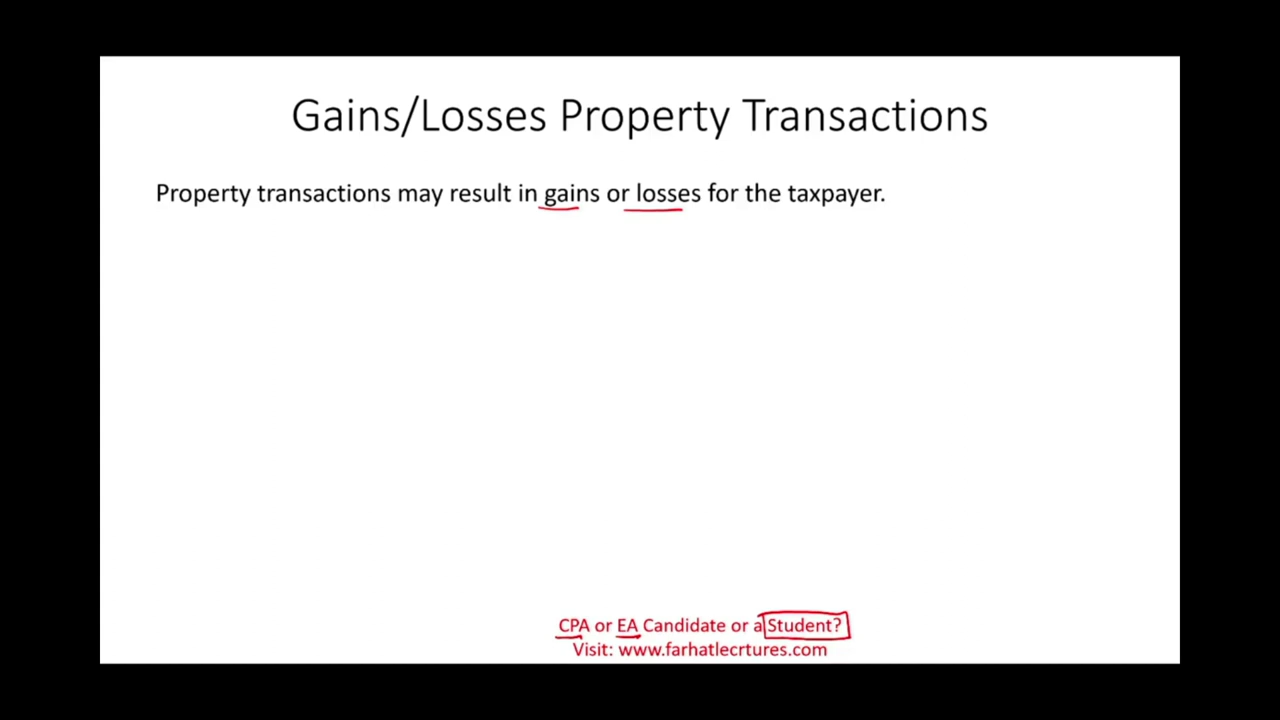 Gains/Losses Property Transactions
Property transactions may result in gains or losses for the taxpayer.
CPA or EA Candidate or a Student?
Visit: www.farhatlecrtures.com